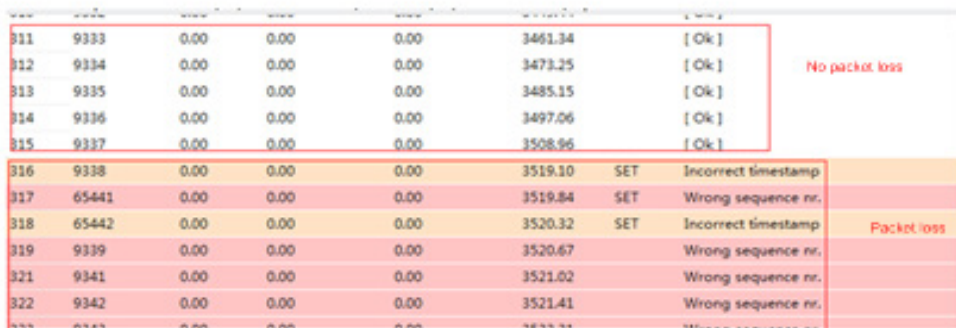 311 9333 0.00 0.00 0.00 3461.34 [ Ok ]
312 9334 0.00 0.00 0.00 3473.25 [ Ok ] No packet loss
313 9335 0.00 0.00 0.00 3485.15 [ Ok ]
314 9336 0.00 0.00 0.00 3497.06 [ Ok ]
315 9337 0.00 0.00 0.00 3508.96 [ Ok ]
316 9338 0.00 0.00 0.00 3519.10 SET Incorrect timestamp
317 65441 0.00 0.00 0.00 3519.84 SET Wrong sequence nr.
318 65442 0.00 0.00 0.00 3520.32 SET Incorrect timestamp Packet loss
319 9339 0.00 0.00 0.00 3520.67 Wrong sequence nr.
321 9341 0.00 0.00 0.00 3521.02 Wrong sequence nr.
322 9342 0.00 0.00 0.00 3521.41 Wrong sequence nr.